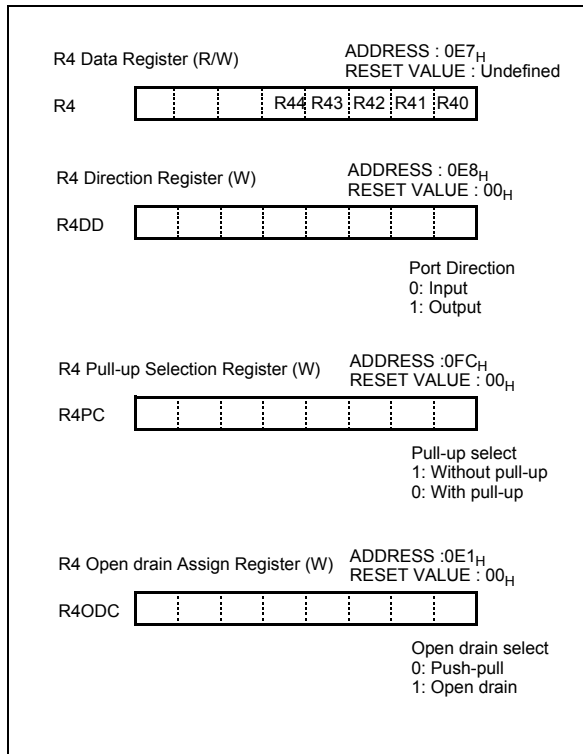 R4 Data Register (R/W) ADDRESS : 0E7H
RESET VALUE : Undefined
R4 R44 R43 R42 R41 R40
R4 Direction Register (W) ADDRESS : 0E8H
RESET VALUE : 00H
R4DD
Port Direction
0: Input
1: Output
R4 Pull-up Selection Register (W) ADDRESS :0FCH
RESET VALUE : 00H
R4PC
Pull-up select
1: Without pull-up
0: With pull-up
R4 Open drain Assign Register (W) ADDRESS :0E1H
RESET VALUE : 00H
R4ODC
Open drain select
0: Push-pull
1: Open drain